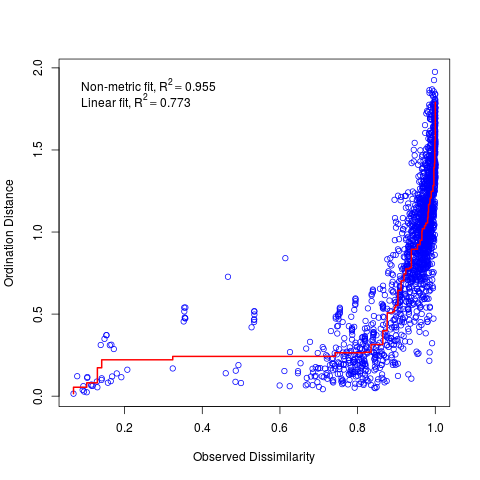 Non-metric fit, R² = 0.955
Linear fit, R² = 0.773
Ordination Distance
2.0
1.5
1.0
0.5
0.0
0.2 0.4 0.6 0.8 1.0
Observed Dissimilarity